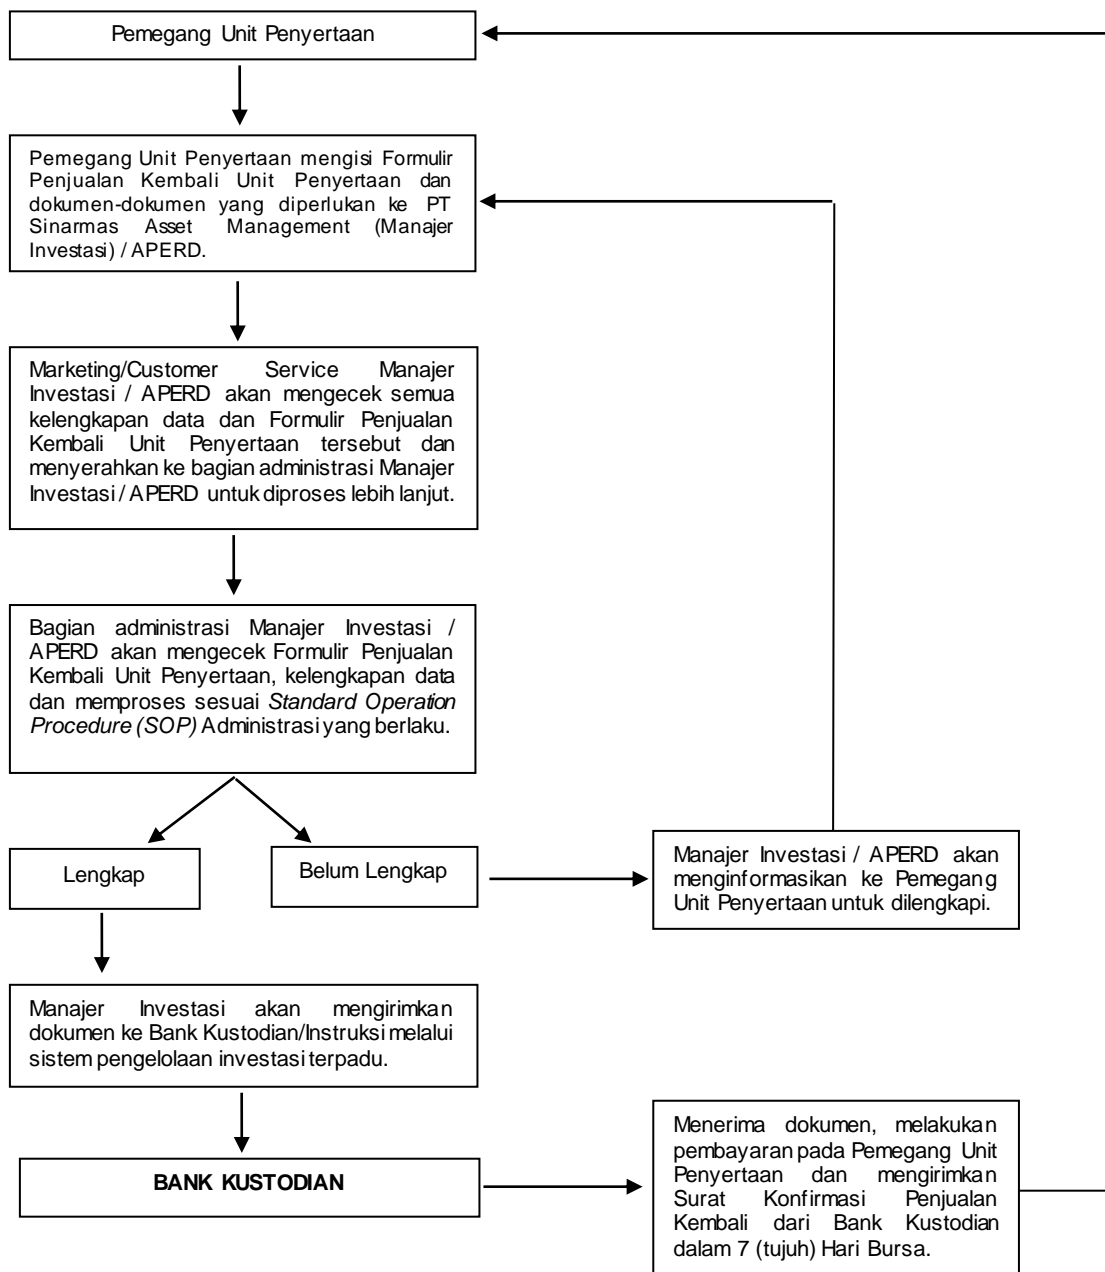 Pemegang Unit Penyertaan
Pemegang Unit Penyertaan mengisi Formulir
Penjualan Kembali Unit Penyertaan dan
dokumen-dokumen yang diperlukan ke PT
Sinarmas Asset Management (Manajer
Investasi) / APERD.
Marketing/Customer Service Manajer
Investasi / APERD akan mengecek semua
kelengkapan data dan Formulir Penjualan
Kembali Unit Penyertaan tersebut dan
menyerahkan ke bagian administrasi Manajer
Investasi / APERD untuk diproses lebih lanjut.
Bagian administrasi Manajer Investasi /
APERD akan mengecek Formulir Penjualan
Kembali Unit Penyertaan, kelengkapan data
dan memproses sesuai Standard Operation
Procedure (SOP) Administrasi yang berlaku.
Lengkap
Belum Lengkap
Manajer Investasi / APERD akan
menginformasikan ke Pemegang
Unit Penyertaan untuk dilengkapi.
Manajer Investasi akan mengirimkan
dokumen ke Bank Kustodian/Instruksi melalui
sistem pengelolaan investasi terpadu.
BANK KUSTODIAN
Menerima dokumen, melakukan
pembayaran pada Pemegang Unit
Penyertaan dan mengirimkan
Surat Konfirmasi Penjualan
Kembali dari Bank Kustodian
dalam 7 (tujuh) Hari Bursa.